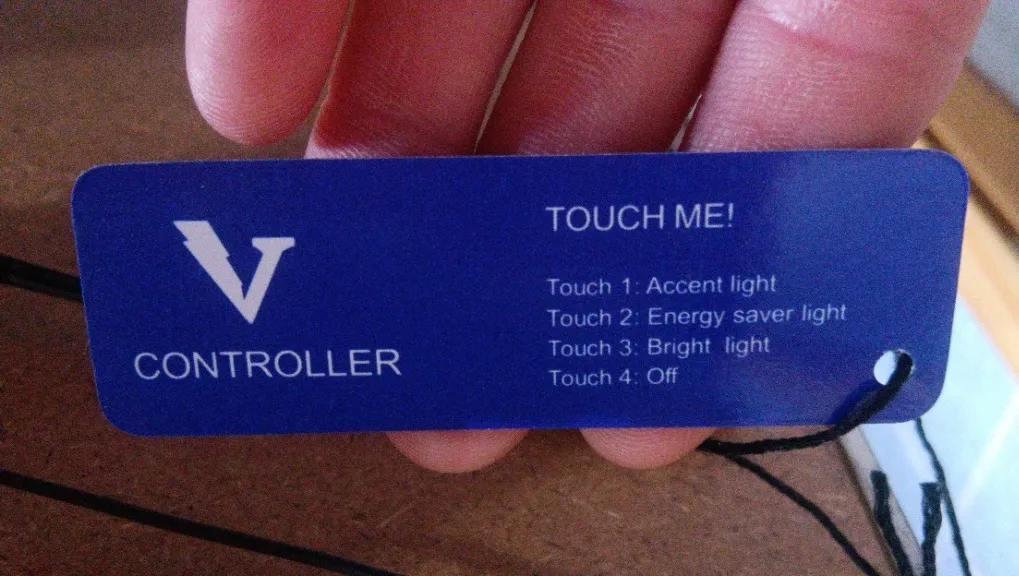 V
CONTROLLER
TOUCH ME!
Touch 1: Accent light
Touch 2: Energy saver light
Touch 3: Bright light
Touch 4: Off